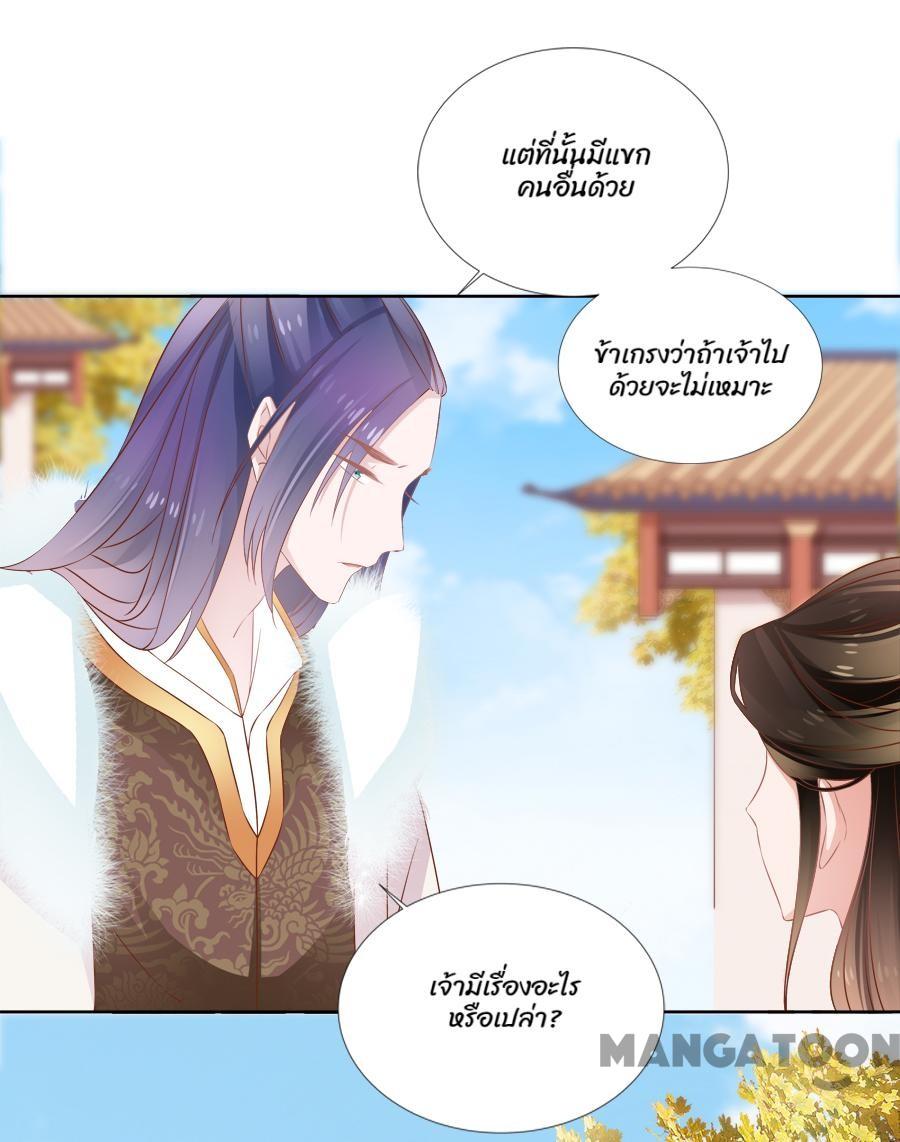 แต่ที่นั้นมีแขก
คนอื่นด้วย
ข้าเกรงว่าถ้าเจ้าไป
ด้วยจะไม่เหมาะ
เจ้ามีเรื่องอะไร
หรือเปล่า?
MANGATOON